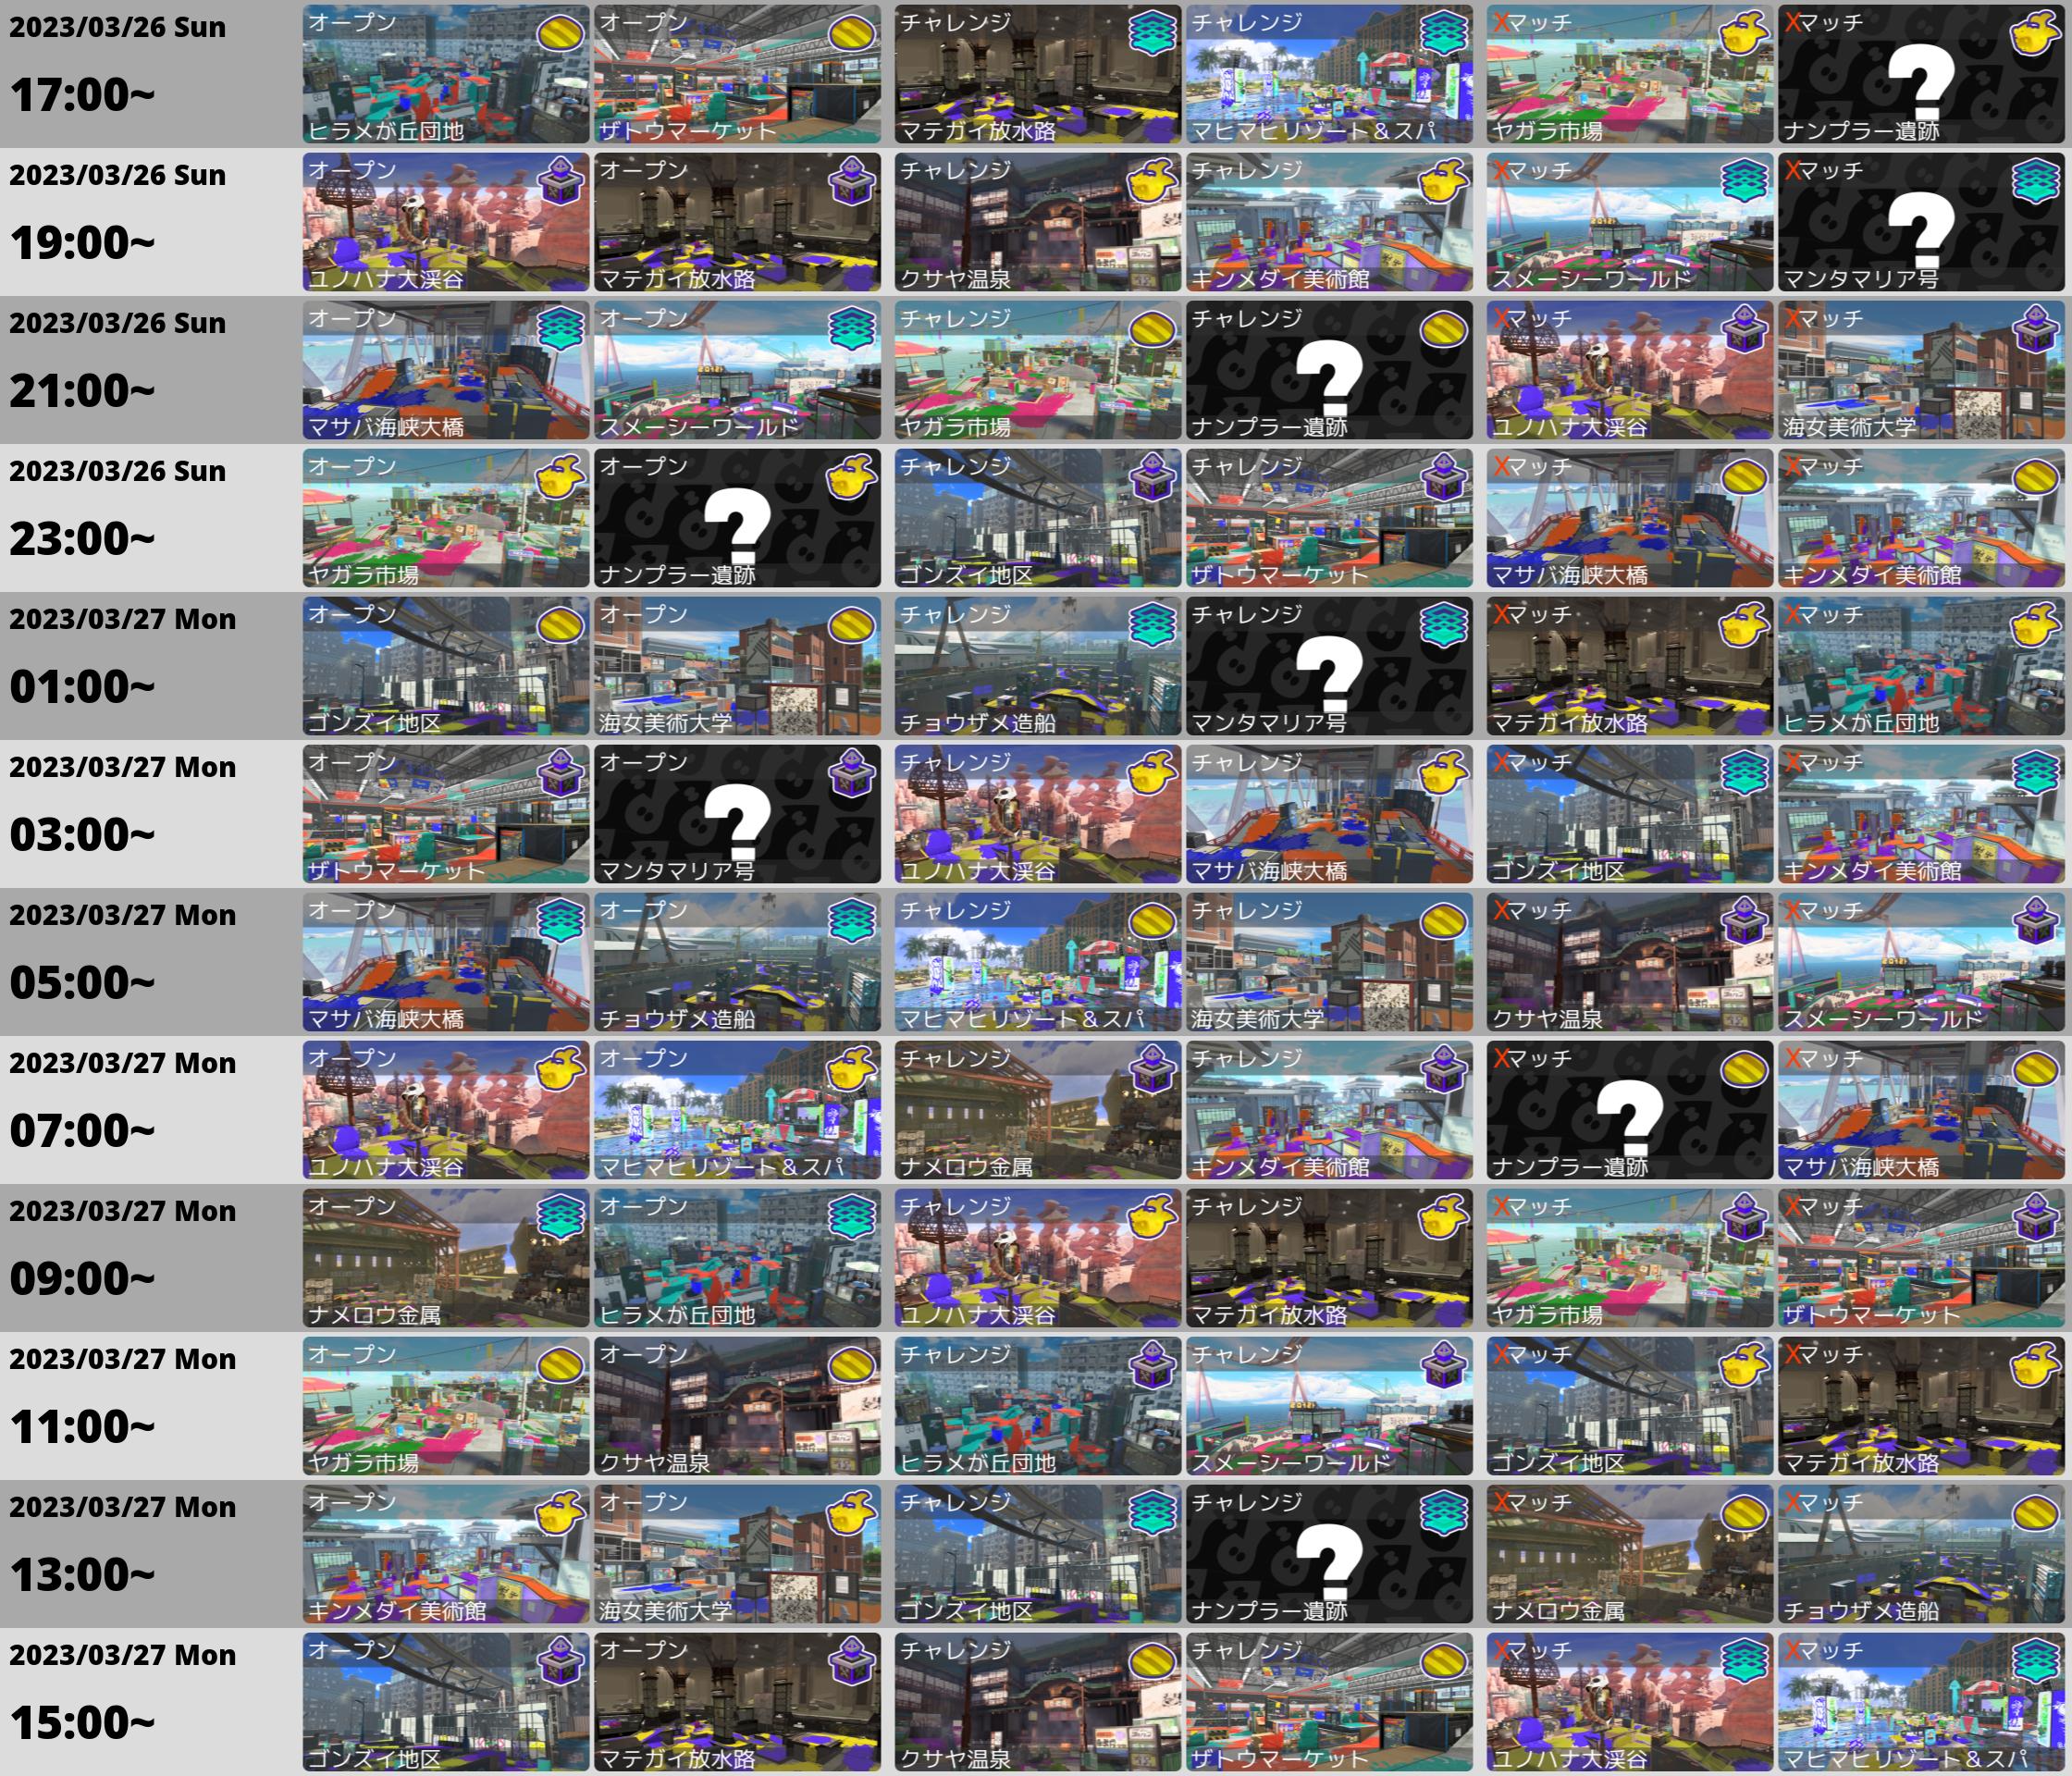 2023/03/26 Sun
17:00~
オープン
ヒラメが丘団地
オープン
ザトウマーケット
チャレンジ
マテガイ放水路
チャレンジ
マヒマヒリゾート＆スパ
Xマッチ
ヤガラ市場
Xマッチ
ナンプラー遺跡
2023/03/26 Sun
19:00~
オープン
ユノハナ大渓谷
オープン
マテガイ放水路
チャレンジ
クサヤ温泉
チャレンジ
キンメダイ美術館
Xマッチ
スメーシーワールド
Xマッチ
マンタマリア号
2023/03/26 Sun
21:00~
オープン
マサバ海峡大橋
オープン
スメーシーワールド
チャレンジ
ヤガラ市場
チャレンジ
ナンプラー遺跡
Xマッチ
ユノハナ大渓谷
Xマッチ
海女美術大学
2023/03/26 Sun
23:00~
オープン
ヤガラ市場
オープン
ナンプラー遺跡
チャレンジ
ゴンズイ地区
チャレンジ
ザトウマーケット
Xマッチ
マサバ海峡大橋
Xマッチ
キンメダイ美術館
2023/03/27 Mon
01:00~
オープン
ゴンズイ地区
オープン
海女美術大学
チャレンジ
チョウザメ造船
チャレンジ
マンタマリア号
Xマッチ
マテガイ放水路
Xマッチ
ヒラメが丘団地
2023/03/27 Mon
03:00~
オープン
ザトウマーケット
オープン
マンタマリア号
チャレンジ
ユノハナ大渓谷
チャレンジ
マサバ海峡大橋
Xマッチ
ゴンズイ地区
Xマッチ
キンメダイ美術館
2023/03/27 Mon
05:00~
オープン
マサバ海峡大橋
オープン
チョウザメ造船
チャレンジ
マヒマヒリゾート＆スパ
チャレンジ
海女美術大学
Xマッチ
クサヤ温泉
Xマッチ
スメーシーワールド
2023/03/27 Mon
07:00~
オープン
ユノハナ大渓谷
オープン
マヒマヒリゾート＆スパ
チャレンジ
ナメロウ金属
チャレンジ
キンメダイ美術館
Xマッチ
ナンプラー遺跡
Xマッチ
マサバ海峡大橋
2023/03/27 Mon
09:00~
オープン
ナメロウ金属
オープン
ヒラメが丘団地
チャレンジ
ユノハナ大渓谷
チャレンジ
マテガイ放水路
Xマッチ
ヤガラ市場
Xマッチ
ザトウマーケット
2023/03/27 Mon
11:00~
オープン
ヤガラ市場
オープン
クサヤ温泉
チャレンジ
ヒラメが丘団地
チャレンジ
スメーシーワールド
Xマッチ
ゴンズイ地区
Xマッチ
マテガイ放水路
2023/03/27 Mon
13:00~
オープン
キンメダイ美術館
オープン
海女美術大学
チャレンジ
ゴンズイ地区
チャレンジ
ナンプラー遺跡
Xマッチ
ナメロウ金属
Xマッチ
チョウザメ造船
2023/03/27 Mon
15:00~
オープン
ゴンズイ地区
オープン
マテガイ放水路
チャレンジ
クサヤ温泉
チャレンジ
ザトウマーケット
Xマッチ
ユノハナ大渓谷
Xマッチ
マヒマヒリゾート＆スパ